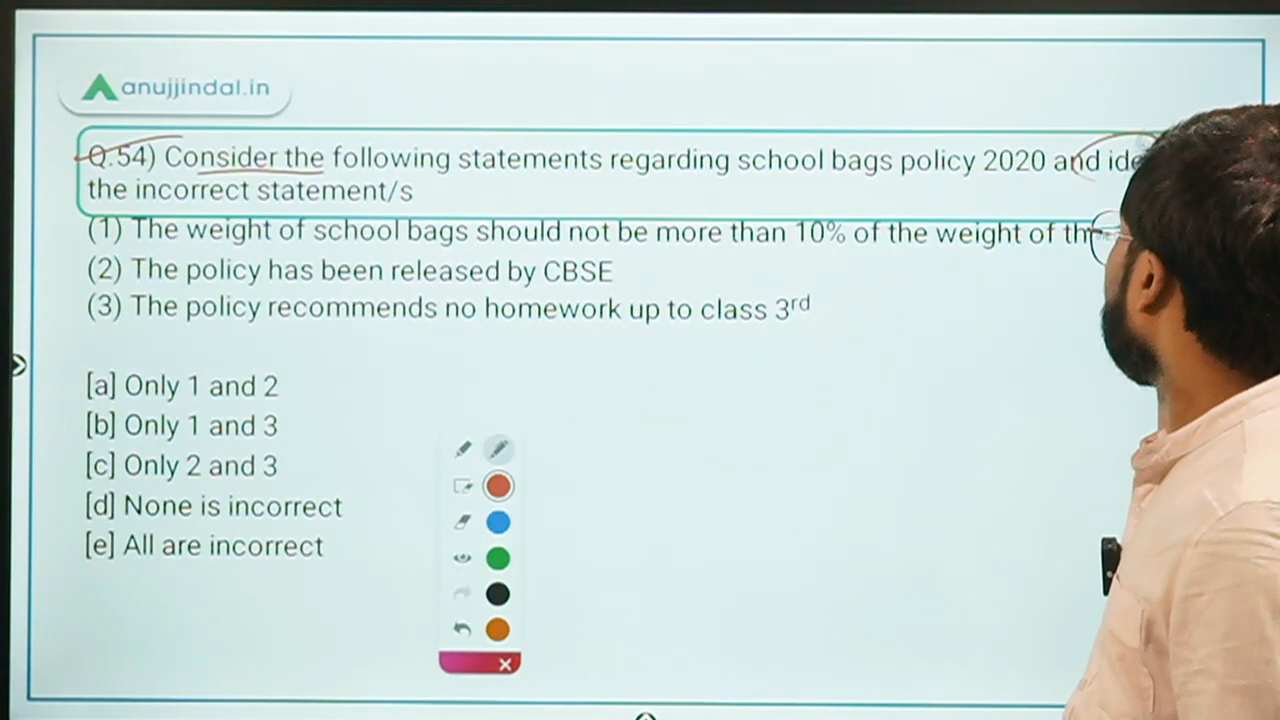 anujjindal.in
Q.54) Consider the following statements regarding school bags policy 2020 and
the incorrect statement/s
(1) The weight of school bags should not be more than 10% of the weight of
(2) The policy has been released by CBSE
(3) The policy recommends no homework up to class 3rd
[a] Only 1 and 2
[b] Only 1 and 3
[c] Only 2 and 3
[d] None is incorrect
[e] All are incorrect